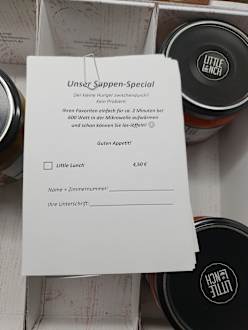 Unser Suppen-Special
Der kleine Hunger zwischendurch?
Kein Problem!
Ihren Favoriten einfach für ca. 2 Minuten bei
600 Watt in der Mikrowelle aufwärmen
und schon können Sie los-löffeln! ☺
Guten Appetit!
Little Lunch 4,50 €
Name + Zimmernummer:
Ihre Unterschrift:
LITTLE
LUNCH
LITTLE
LUNCH